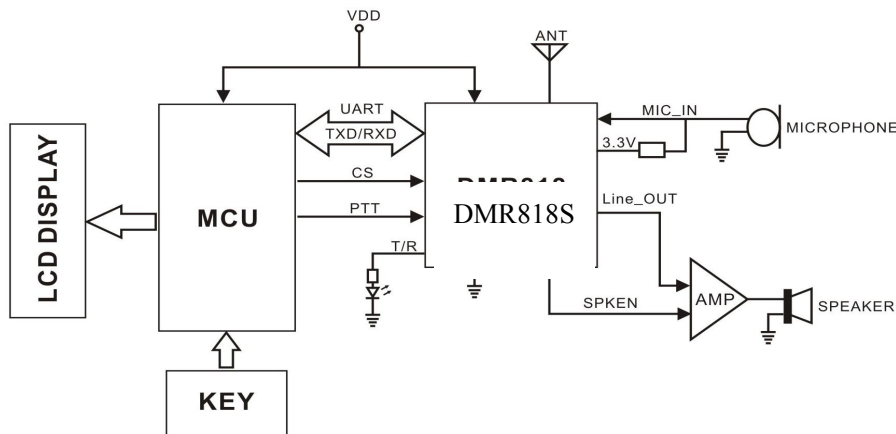 VDD
ANT
UART
TXD/RXD
MIC_IN
MICROPHONE
3.3V
CS
MCU
DMR818S
Line_OUT
PTT
LCD DISPLAY
T/R
AMP
SPKEN
SPEAKER
KEY